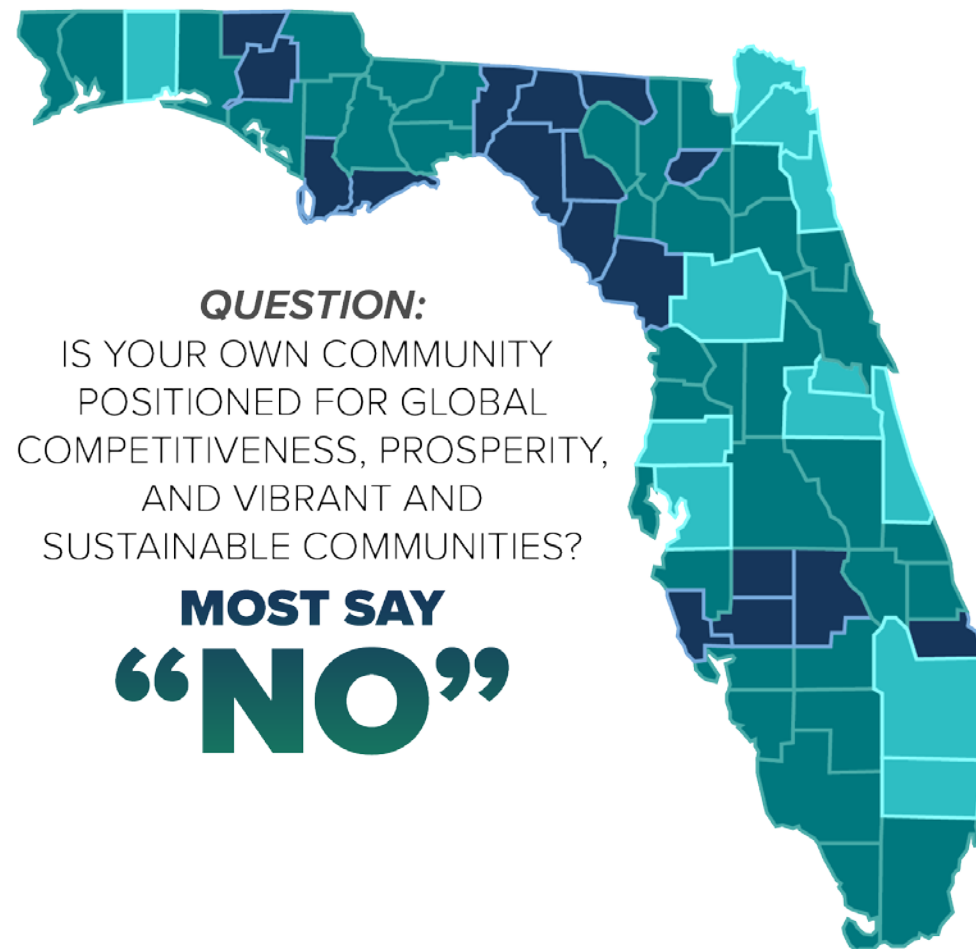 QUESTION:
IS YOUR OWN COMMUNITY
POSITIONED FOR GLOBAL
COMPETITIVENESS, PROSPERITY,
AND VIBRANT AND
SUSTAINABLE COMMUNITIES?
MOST SAY
“NO”